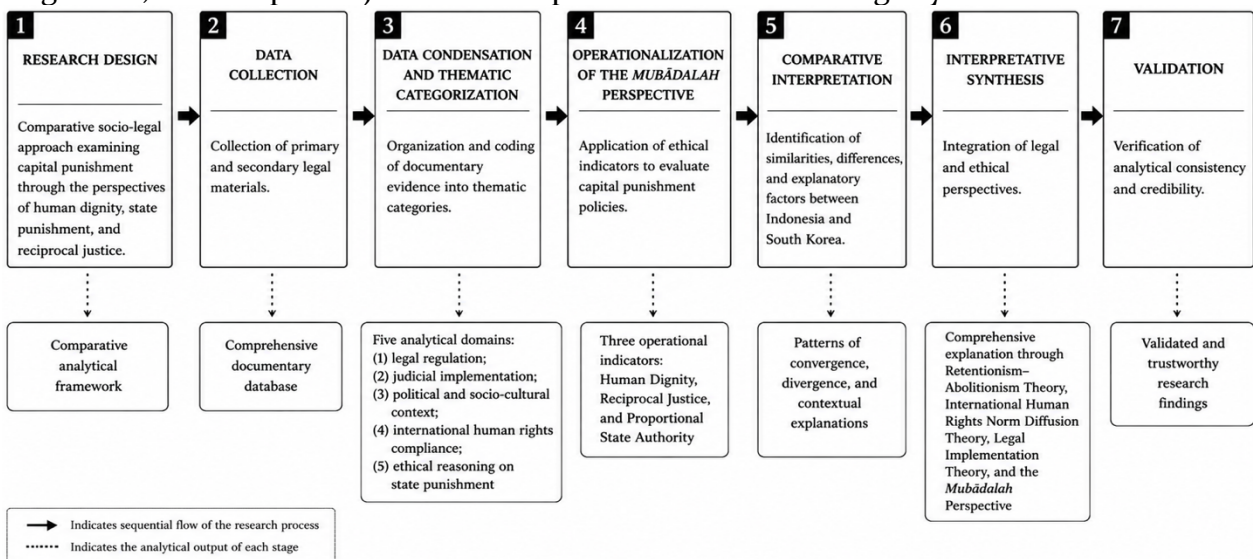 1
RESEARCH DESIGN
Comparative socio-legal
approach examining
capital punishment
through the perspectives
of human dignity, state
punishment, and
reciprocal justice.
Comparative
analytical
framework
2
DATA
COLLECTION
Collection of primary
and secondary legal
materials.
Comprehensive
documentary
database
3
DATA CONDENSATION
AND THEMATIC
CATEGORIZATION
Organization and coding
of documentary
evidence into thematic
categories.
Five analytical domains:
(1) legal regulation;
(2) judicial implementation;
(3) political and socio-cultural
context;
(4) international human rights
compliance;
(5) ethical reasoning on
state punishment
4
OPERATIONALIZATION
OF THE MUBĀDALAH
PERSPECTIVE
Application of ethical
indicators to evaluate
capital punishment
policies.
Three operational
indicators:
Human Dignity,
Reciprocal Justice,
and Proportional
State Authority
5
COMPARATIVE
INTERPRETATION
Identification of
similarities, differences,
and explanatory
factors between
Indonesia and
South Korea.
Patterns of
convergence,
divergence, and
contextual
explanations
6
INTERPRETATIVE
SYNTHESIS
Integration of legal
and ethical
perspectives.
Comprehensive
explanation through
Retentionism–
Abolitionism Theory,
International Human
Rights Norm Diffusion
Theory, Legal
Implementation
Theory, and the
Mubādalah
Perspective
7
VALIDATION
Verification of
analytical consistency
and credibility.
Validated and
trustworthy research
findings
Indicates sequential flow of the research process
Indicates the analytical output of each stage